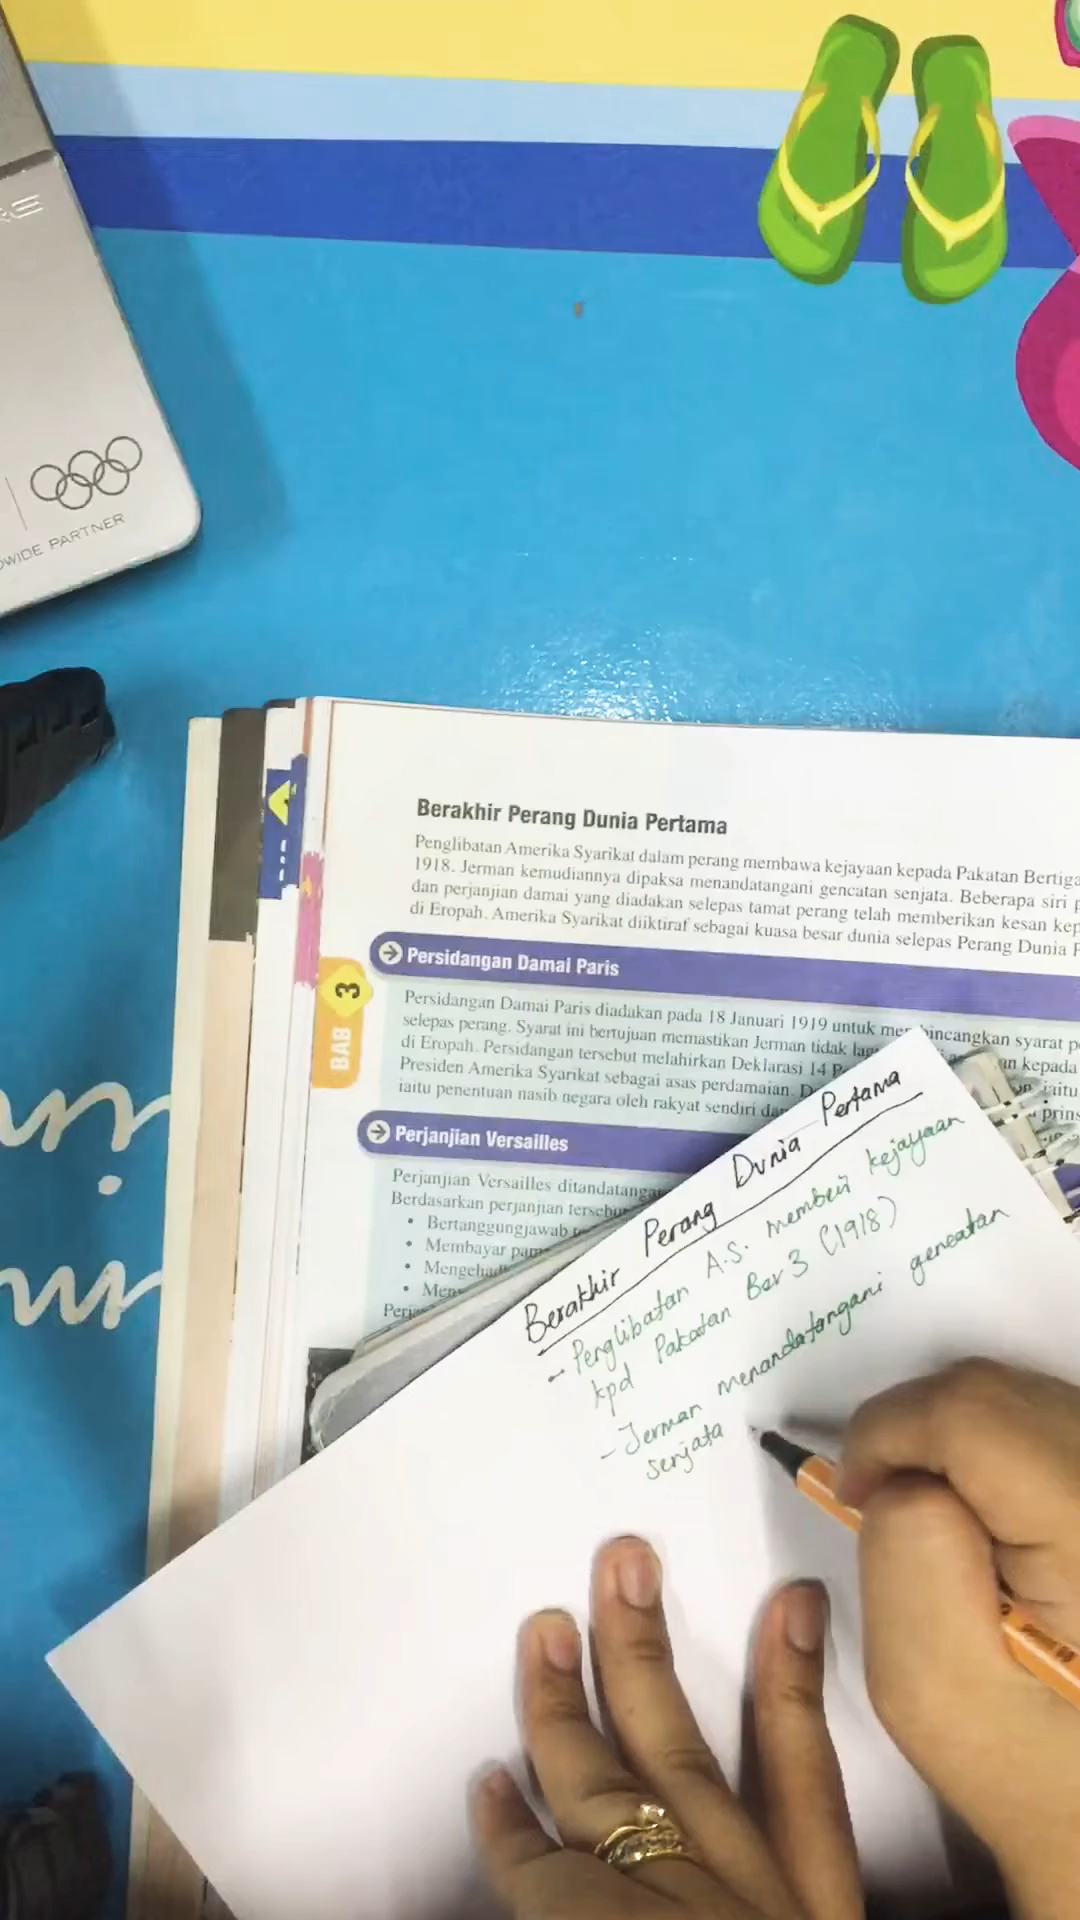 DWIDE PARTNER
Berakhir Perang Dunia Pertama
Penglibatan Amerika Syarikat dalam perang membawa kejayaan kepada Pakatan Bertiga
1918. Jerman kemudiannya dipaksa menandatangani gencatan senjata. Beberapa siri
dan perjanjian damai yang diadakan selepas tamat perang telah memberikan kesan
di Eropah. Amerika Syarikat diiktiraf sebagai kuasa besar dunia selepas Perang Dunia
Persidangan Damai Paris
BAB 3
Persidangan Damai Paris diadakan pada 18 Januari 1919 untuk syarat
selepas perang. Syarat ini bertujuan memastikan Jerman tidak kepada
di Eropah. Persidangan tersebut melahirkan Deklarasi 14
Presiden Amerika Syarikat sebagai asas perdamaian.
iaitu penentuan nasib negara oleh rakyat sendiri
Perjanjian Versailles
Perjanjian Versailles
Berdasarkan perjanjian
• Bertanggungjawab
• Membayar
Berakhir Perang Dunia Pertama
- Penglibatan A.S. memberi kejayaan
kpd Pakatan Ber 3 (1918)
- Jerman menandatangani gencatan
senjata